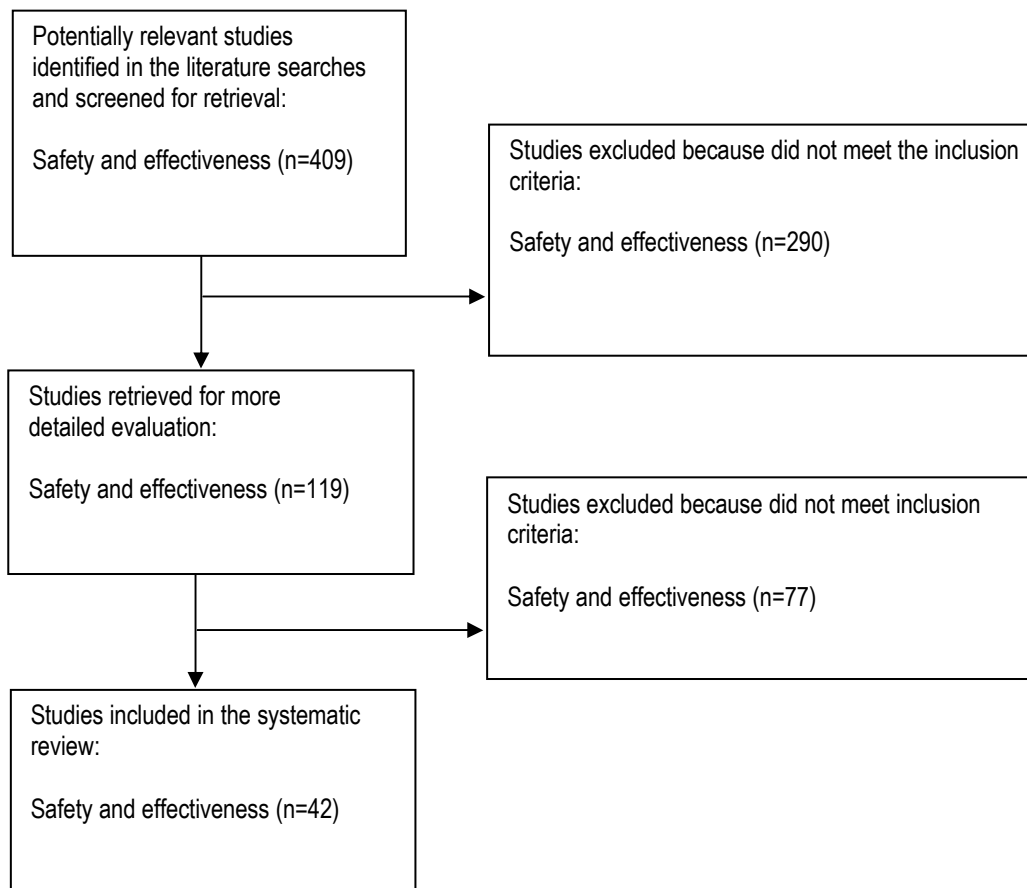 Potentially relevant studies
identified in the literature searches
and screened for retrieval:
Safety and effectiveness (n=409)
Studies excluded because did not meet the inclusion
criteria:
Safety and effectiveness (n=290)
Studies retrieved for more
detailed evaluation:
Safety and effectiveness (n=119)
Studies excluded because did not meet inclusion
criteria:
Safety and effectiveness (n=77)
Studies included in the systematic
review:
Safety and effectiveness (n=42)